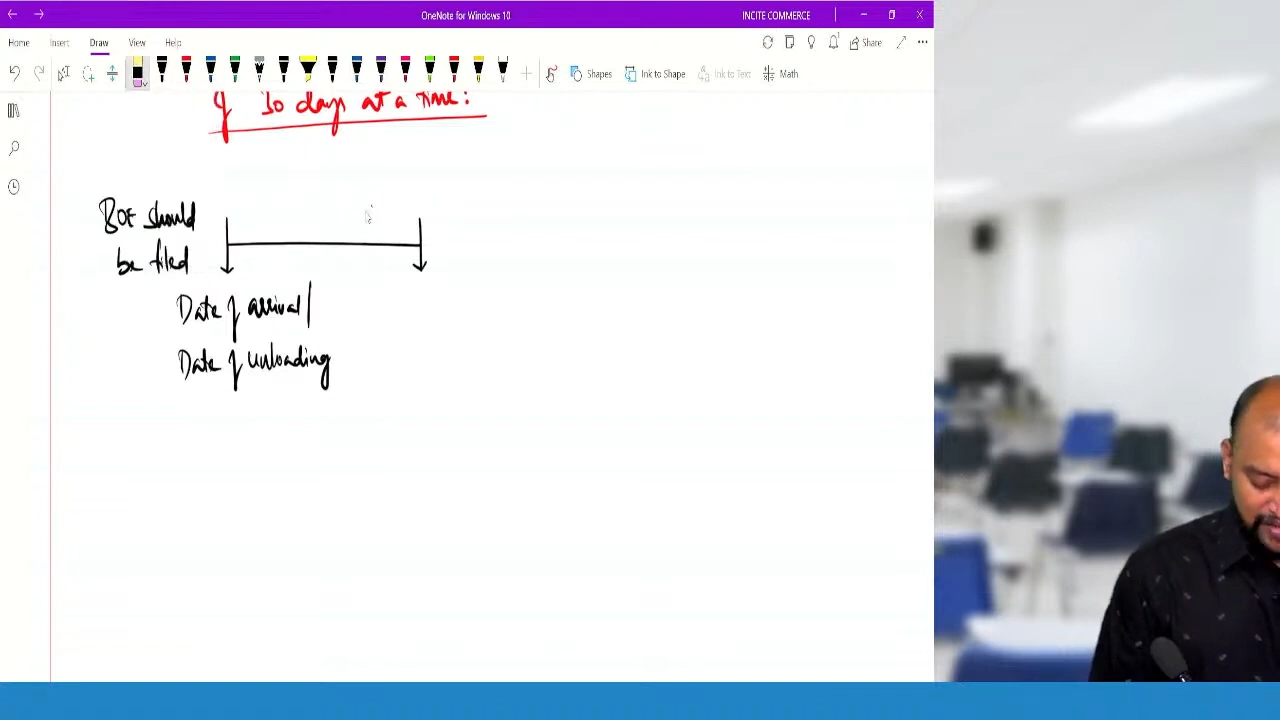 OneNote for Windows 10
INCITE COMMERCE
Home Insert Draw View Help
Share
Shapes Ink to Shape Ink to Text Math
of 30 days at a time:
BOE should
be filed
Date of arrival/
Date of unloading